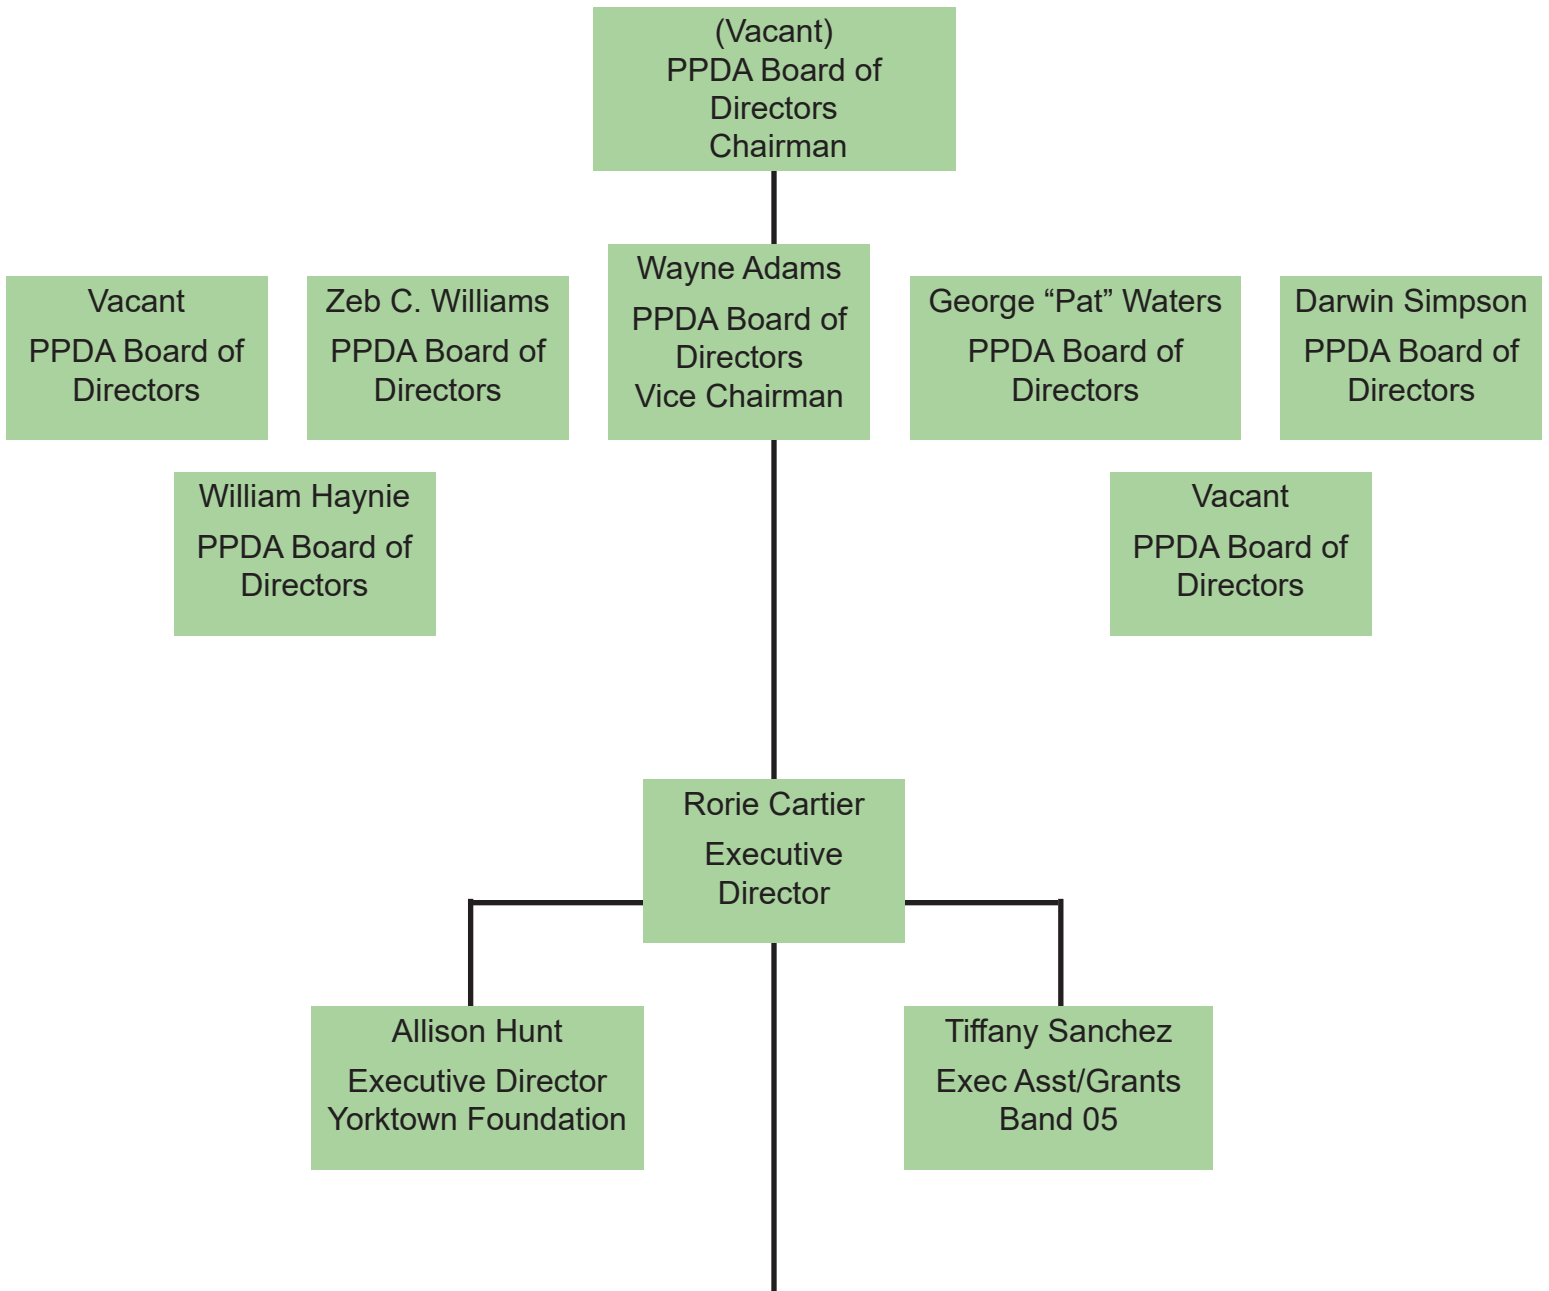 (Vacant)
PPDA Board of
Directors
Chairman
Vacant
PPDA Board of
Directors
Zeb C. Williams
PPDA Board of
Directors
Wayne Adams
PPDA Board of
Directors
Vice Chairman
George “Pat” Waters
PPDA Board of
Directors
Darwin Simpson
PPDA Board of
Directors
William Haynie
PPDA Board of
Directors
Vacant
PPDA Board of
Directors
Rorie Cartier
Executive
Director
Allison Hunt
Executive Director
Yorktown Foundation
Tiffany Sanchez
Exec Asst/Grants
Band 05